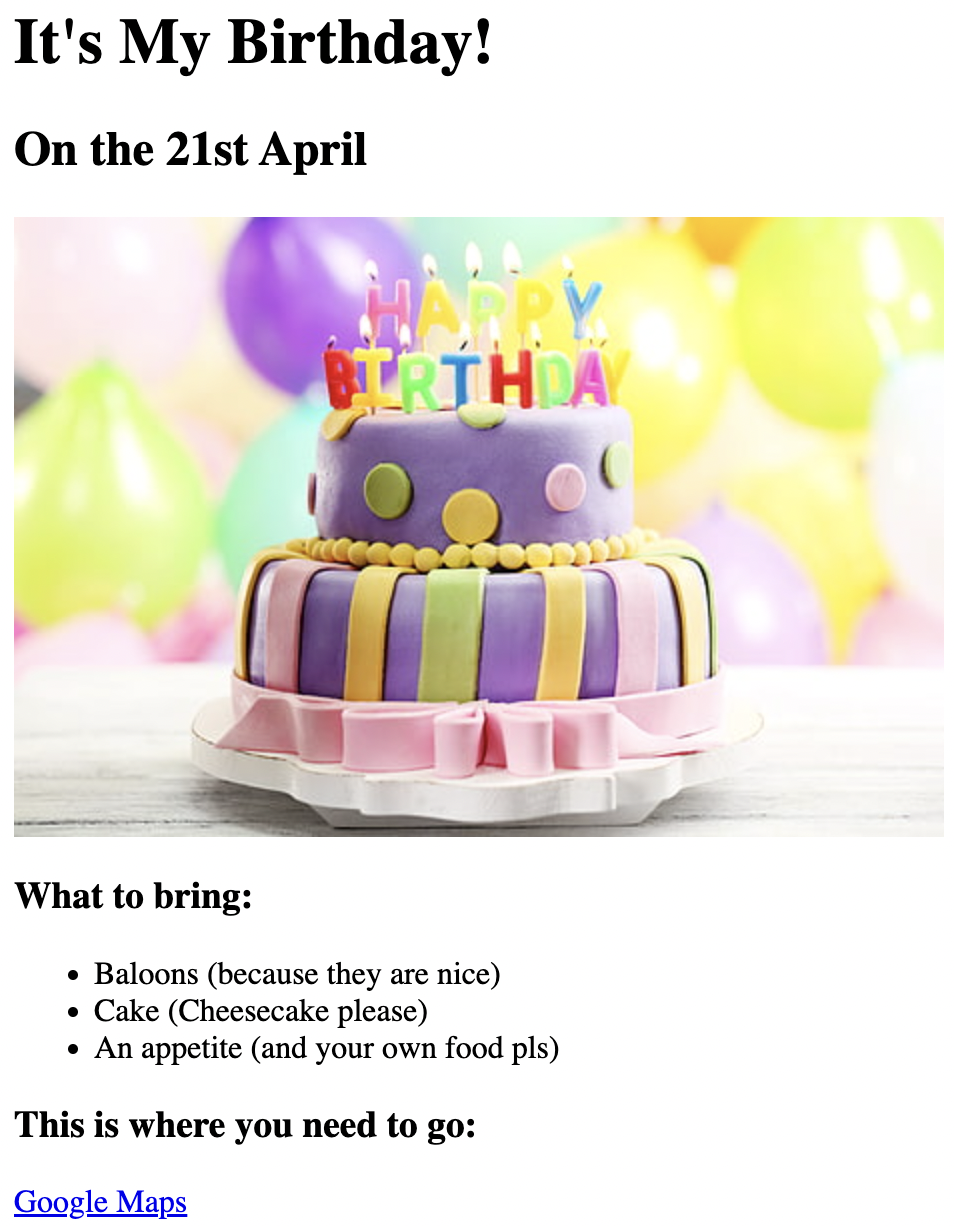 It's My Birthday!
On the 21st April
HAPPY
BIRTHDAY
What to bring:
Baloons (because they are nice)
Cake (Cheesecake please)
An appetite (and your own food pls)
This is where you need to go:
Google Maps